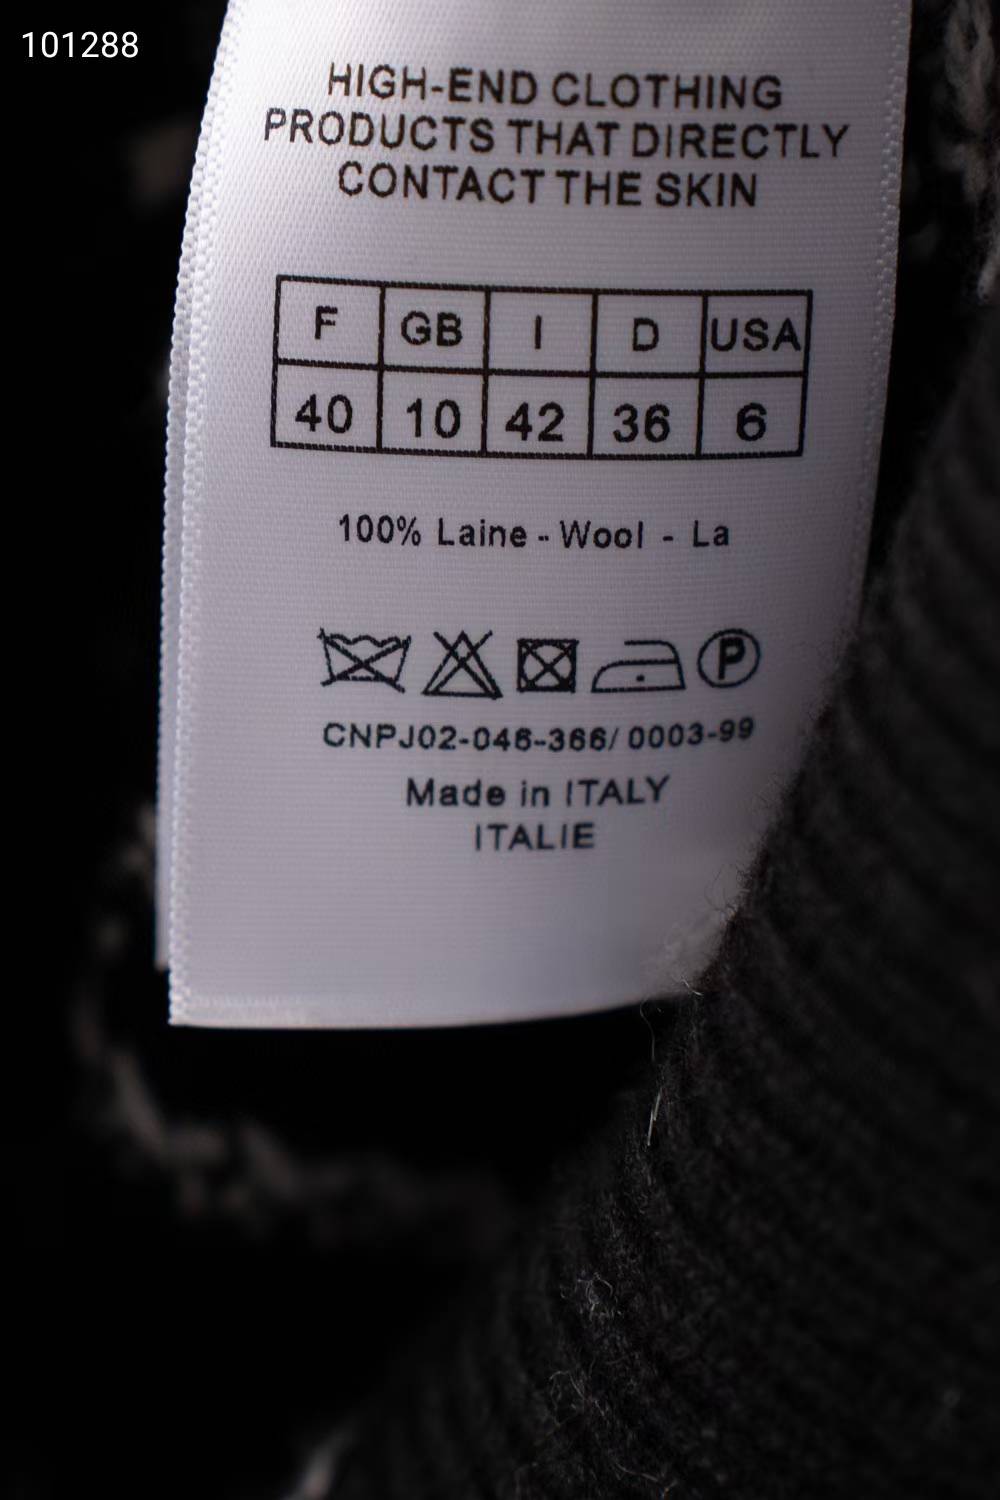 101288
HIGH-END CLOTHING
PRODUCTS THAT DIRECTLY
CONTACT THE SKIN
F GB I D USA
40 10 42 36 6
100% Laine - Wool - La
P
CNPJ02-046-366/ 0003-99
Made in ITALY
ITALIE